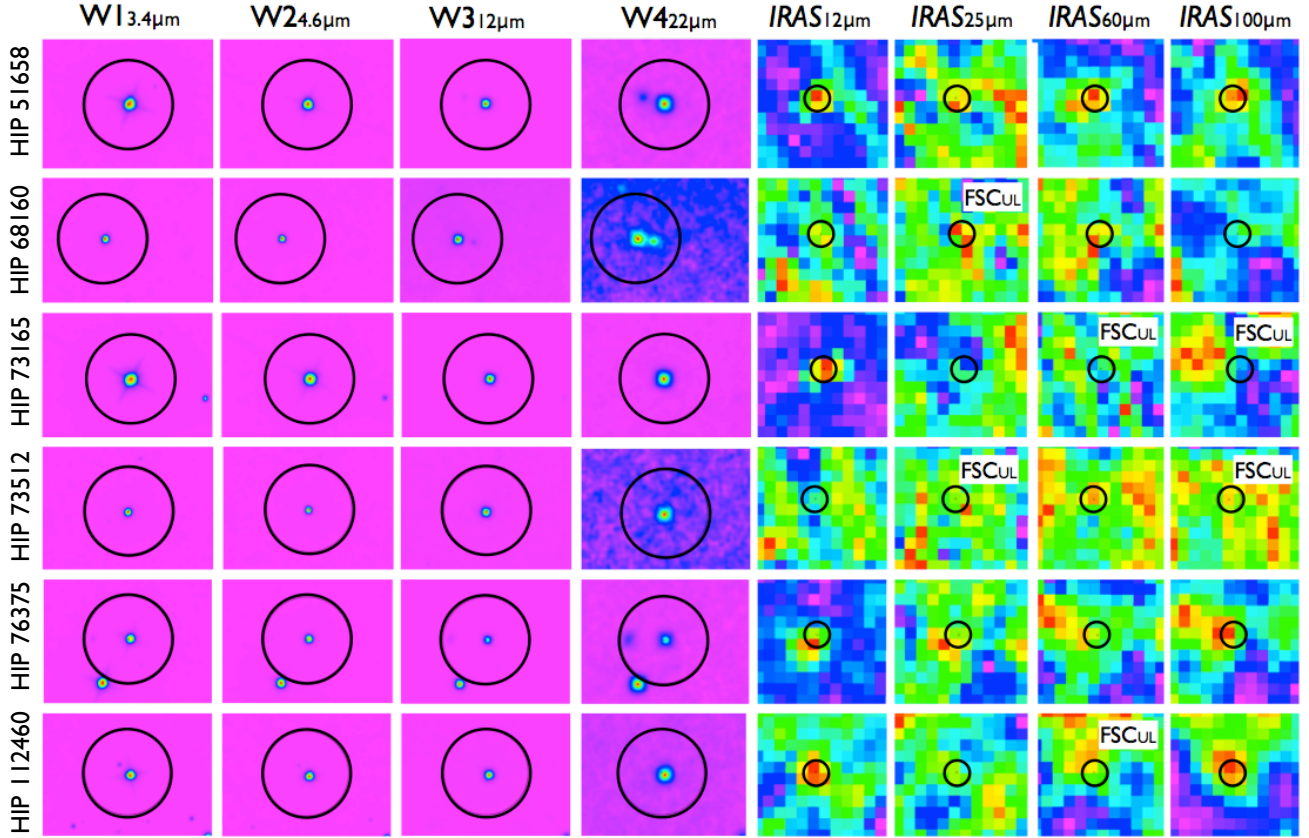 W1 3.4μm W2 4.6μm W3 12μm W4 22μm IRAS 12μm IRAS 25μm IRAS 60μm IRAS 100μm
HIP 51658
HIP 68160
FSCUL
HIP 73165
FSCUL FSCUL
HIP 73512
FSCUL FSCUL
HIP 76375
HIP 112460
FSCUL